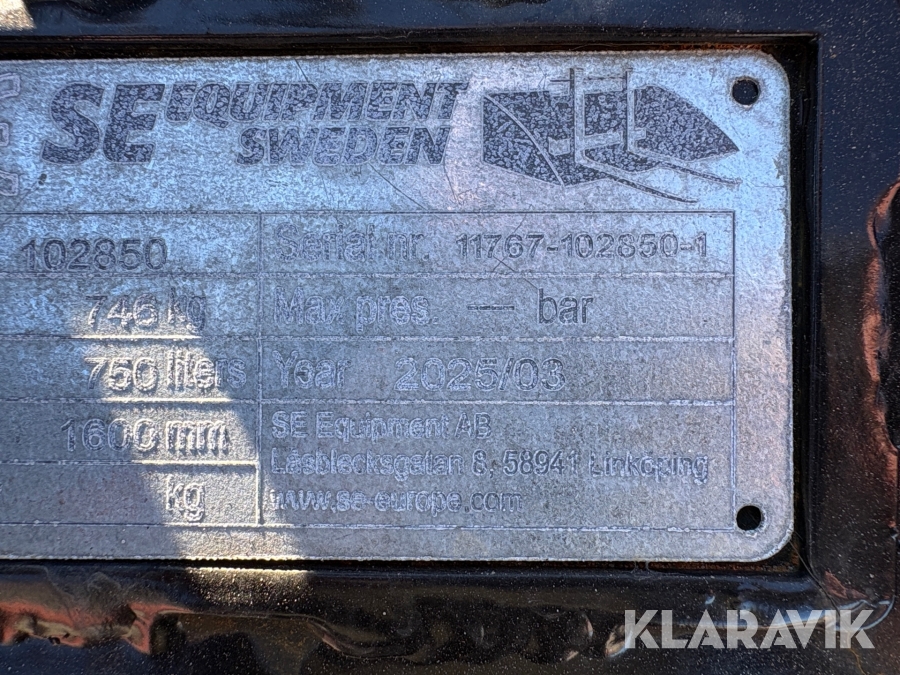 SE EQUIPMENT
SWEDEN
102850 Serial nr. 11767-102850-1
746 kg Max pres. — bar
750 liters Year 2025/03
1600 mm SE Equipment AB
Låsblecksgatan 8, 58941 Linköping
kg www.se-europe.com
KLARAVIK